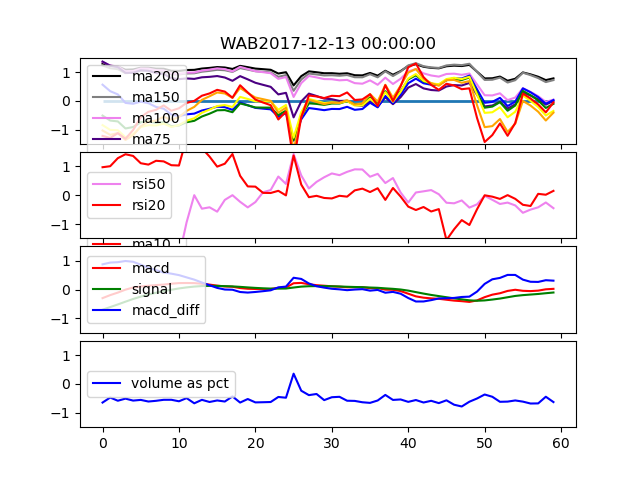 WAB2017-12-13 00:00:00
1
0
−1
ma200
ma150
ma100
ma75
1
0
−1
rsi50
rsi20
ma10
1
0
−1
macd
signal
macd_diff
1
0
−1
volume as pct
0 10 20 30 40 50 60